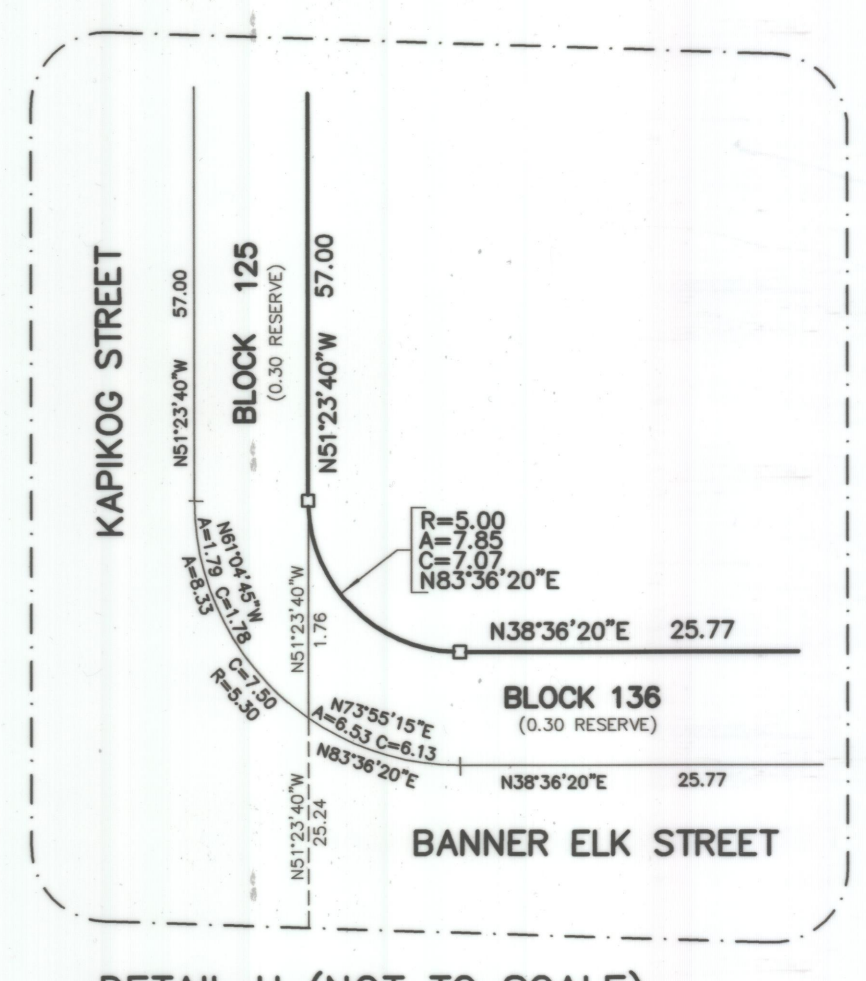 KAPIKOG STREET
N51°23'40"W 57.00
BLOCK 125
(0.30 RESERVE)
N51°23'40"W 57.00
R=5.00
A=7.85
C=7.07
N83°36'20"E
N61°04'45"W
A=1.79 C=1.78
A=8.33
C=7.50
R=5.30
N51°23'40"W
1.76
N38°36'20"E 25.77
BLOCK 136
(0.30 RESERVE)
N73°55'15"E
A=6.53 C=6.13
N83°36'20"E
N38°36'20"E 25.77
N51°23'40"W
25.24
BANNER ELK STREET
(NOT TO SCALE)